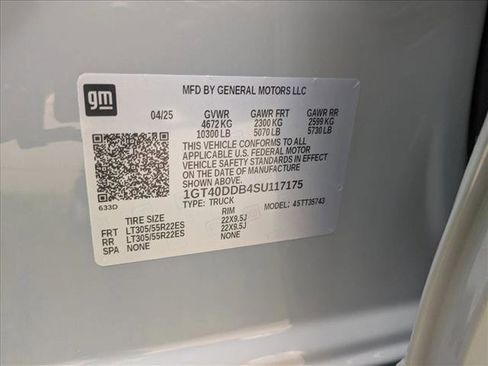 gm
MFD BY GENERAL MOTORS LLC
04/25 GVWR GAWR FRT GAWR RR
4672 KG 2300 KG 2599 KG
10300 LB 5070 LB 5730 LB
THIS VEHICLE CONFORMS TO ALL
APPLICABLE U.S. FEDERAL MOTOR
VEHICLE SAFETY STANDARDS IN EFFECT
ON THE DATE OF MANUFACTURE
SHOWN ABOVE.
1GT40DDB4SU117175
633D TYPE: TRUCK MODEL: 4STT35743
TIRE SIZE RIM
FRT LT305/55R22ES 22X9.5J
RR LT305/55R22ES 22X9.5J
SPA NONE NONE